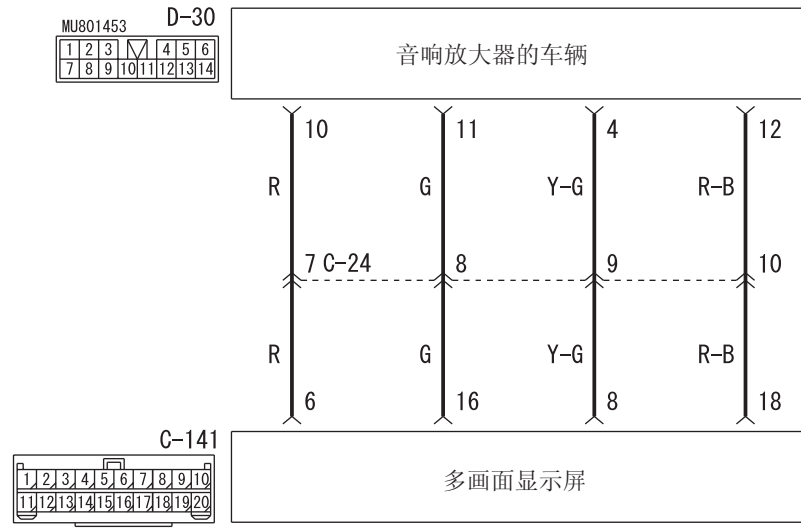 MU801453 D-30
1 2 3 4 5 6
7 8 9 10 11 12 13 14
音响放大器的车辆
10 11 4 12
R G Y-G R-B
7 C-24 8 9 10
R G Y-G R-B
6 16 8 18
C-141
1 2 3 4 5 6 7 8 9 10
11 12 13 14 15 16 17 18 19 20
多画面显示屏